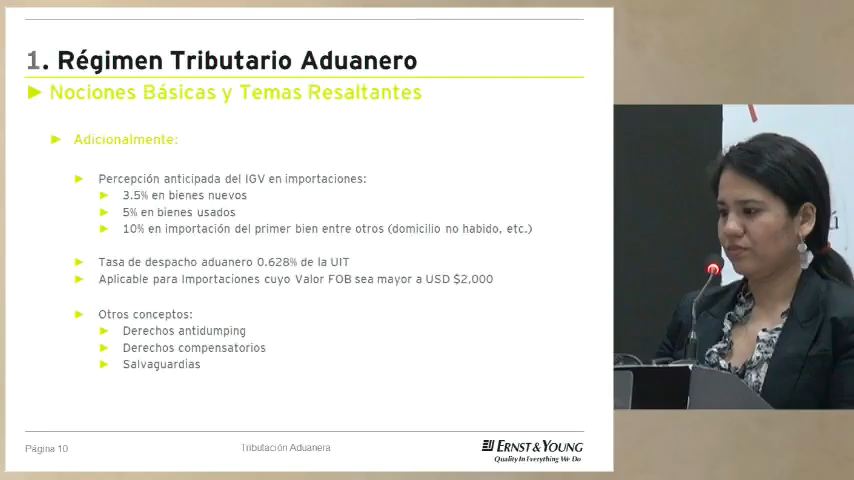 1. Régimen Tributario Aduanero
Nociones Básicas y Temas Resaltantes
Adicionalmente:
Percepción anticipada del IGV en importaciones:
3.5% en bienes nuevos
5% en bienes usados
10% en importación del primer bien entre otros (domicilio no habido, etc.)
Tasa de despacho aduanero 0.628% de la UIT
Aplicable para Importaciones cuyo Valor FOB sea mayor a USD $2,000
Otros conceptos:
Derechos antidumping
Derechos compensatorios
Salvaguardias
Página 10
Tributación Aduanera
ERNST & YOUNG
Quality In Everything We Do